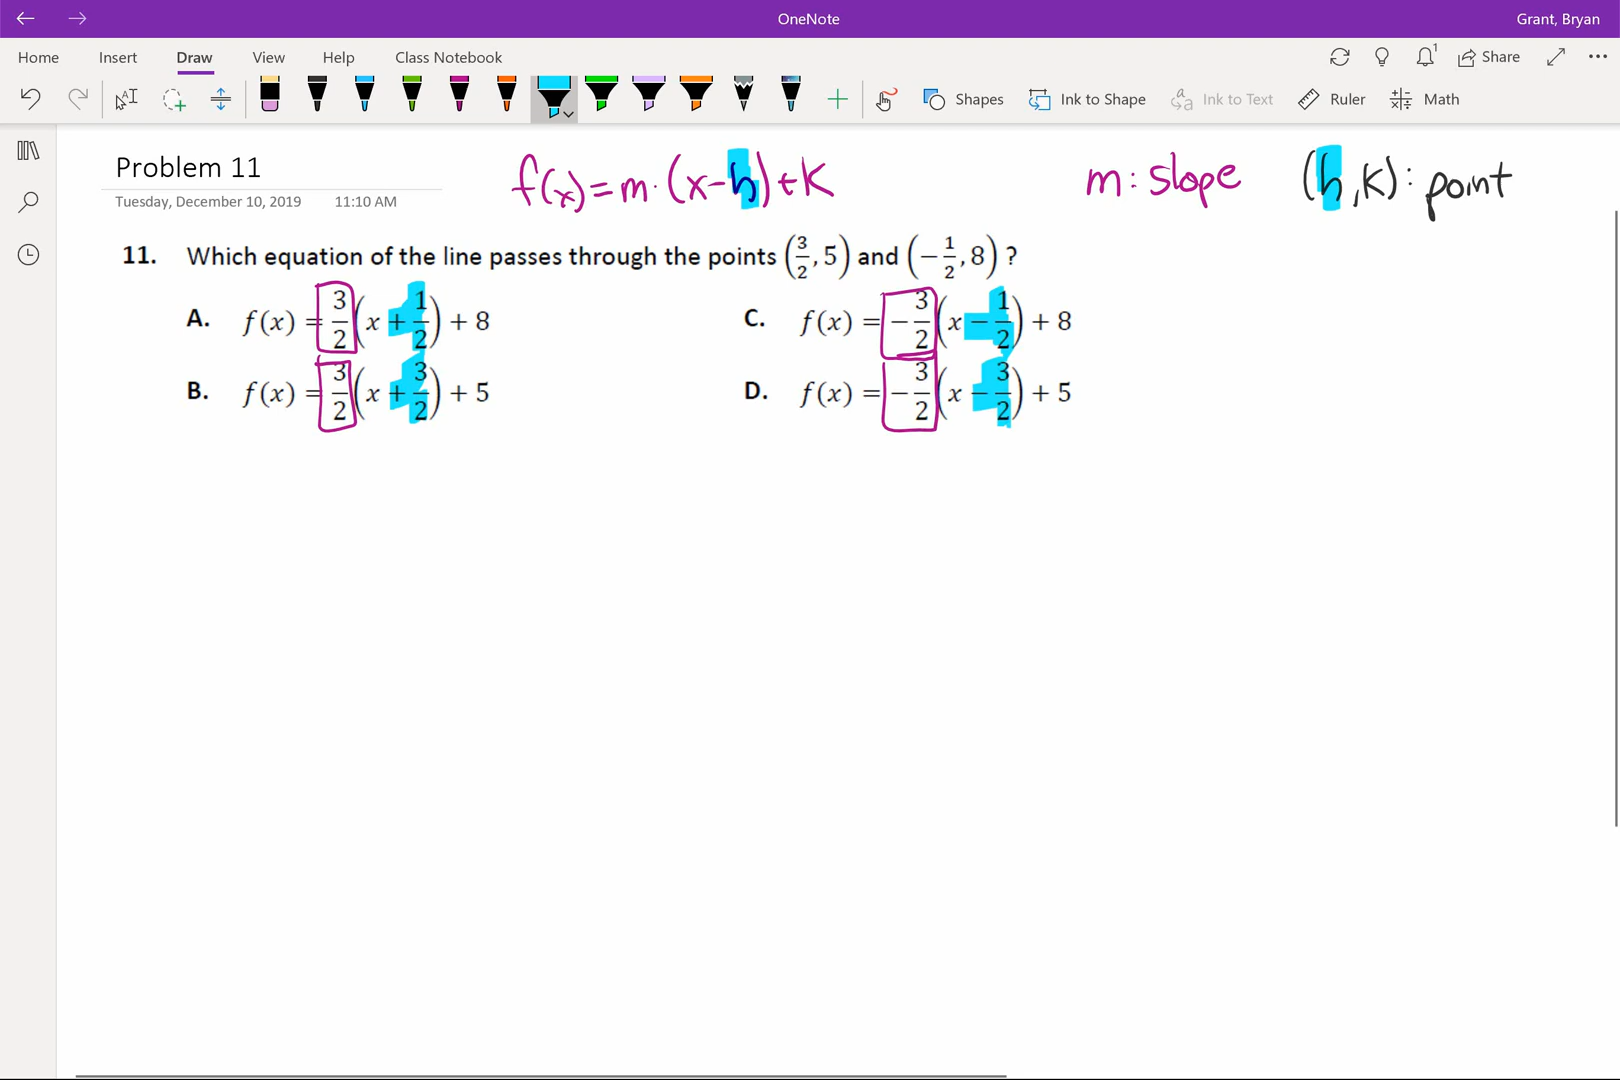 OneNote
Grant, Bryan
Home Insert Draw View Help Class Notebook
1
Share
Shapes Ink to Shape Ink to Text Ruler Math
Problem 11
Tuesday, December 10, 2019 11:10 AM
f(x)=m·(x-h)+k m: slope (h,k): point
11. Which equation of the line passes through the points (3/2, 5) and (−1/2, 8) ?
A. f(x) = 3/2(x + 1/2) + 8 C. f(x) = −3/2(x − 1/2) + 8
B. f(x) = 3/2(x + 3/2) + 5 D. f(x) = −3/2(x − 3/2) + 5